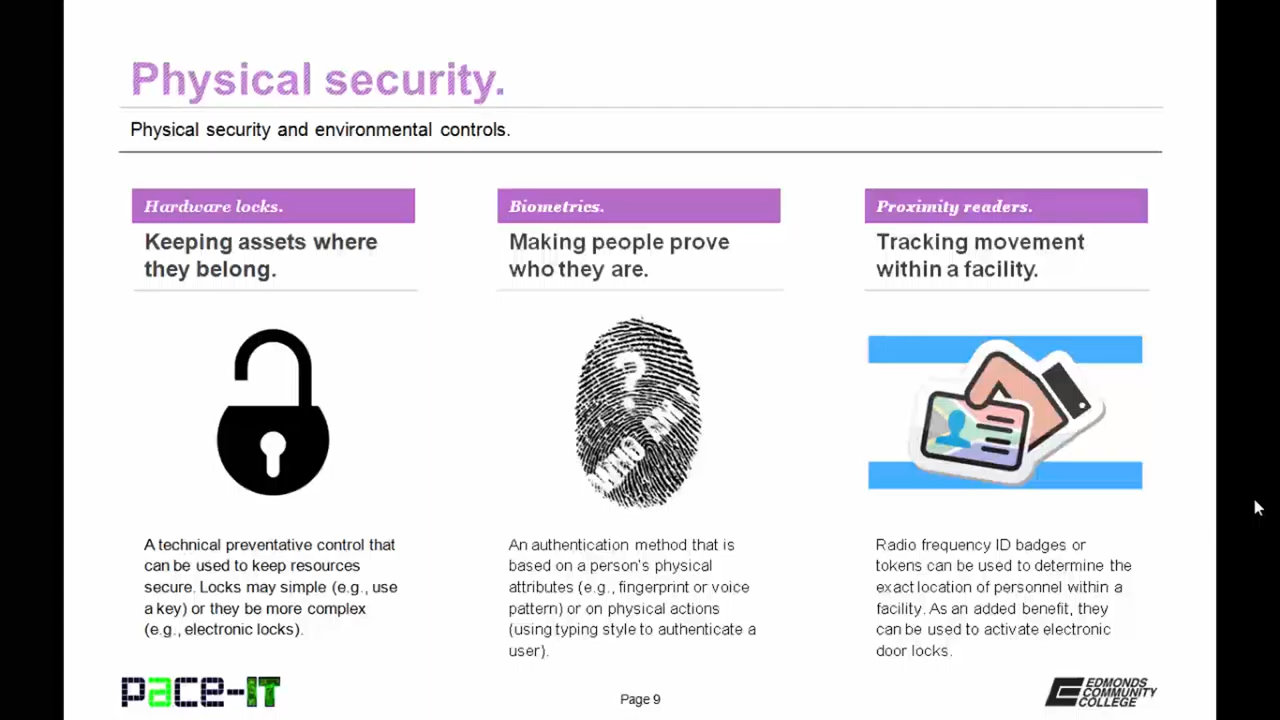 Physical security.
Physical security and environmental controls.
Hardware locks.
Keeping assets where
they belong.
A technical preventative control that
can be used to keep resources
secure. Locks may simple (e.g., use
a key) or they be more complex
(e.g., electronic locks).
Biometrics.
Making people prove
who they are.
?
WHO AM I
An authentication method that is
based on a person's physical
attributes (e.g., fingerprint or voice
pattern) or on physical actions
(using typing style to authenticate a
user).
Proximity readers.
Tracking movement
within a facility.
Radio frequency ID badges or
tokens can be used to determine the
exact location of personnel within a
facility. As an added benefit, they
can be used to activate electronic
door locks.
pace-IT
Page 9
EDMONDS
COMMUNITY
COLLEGE